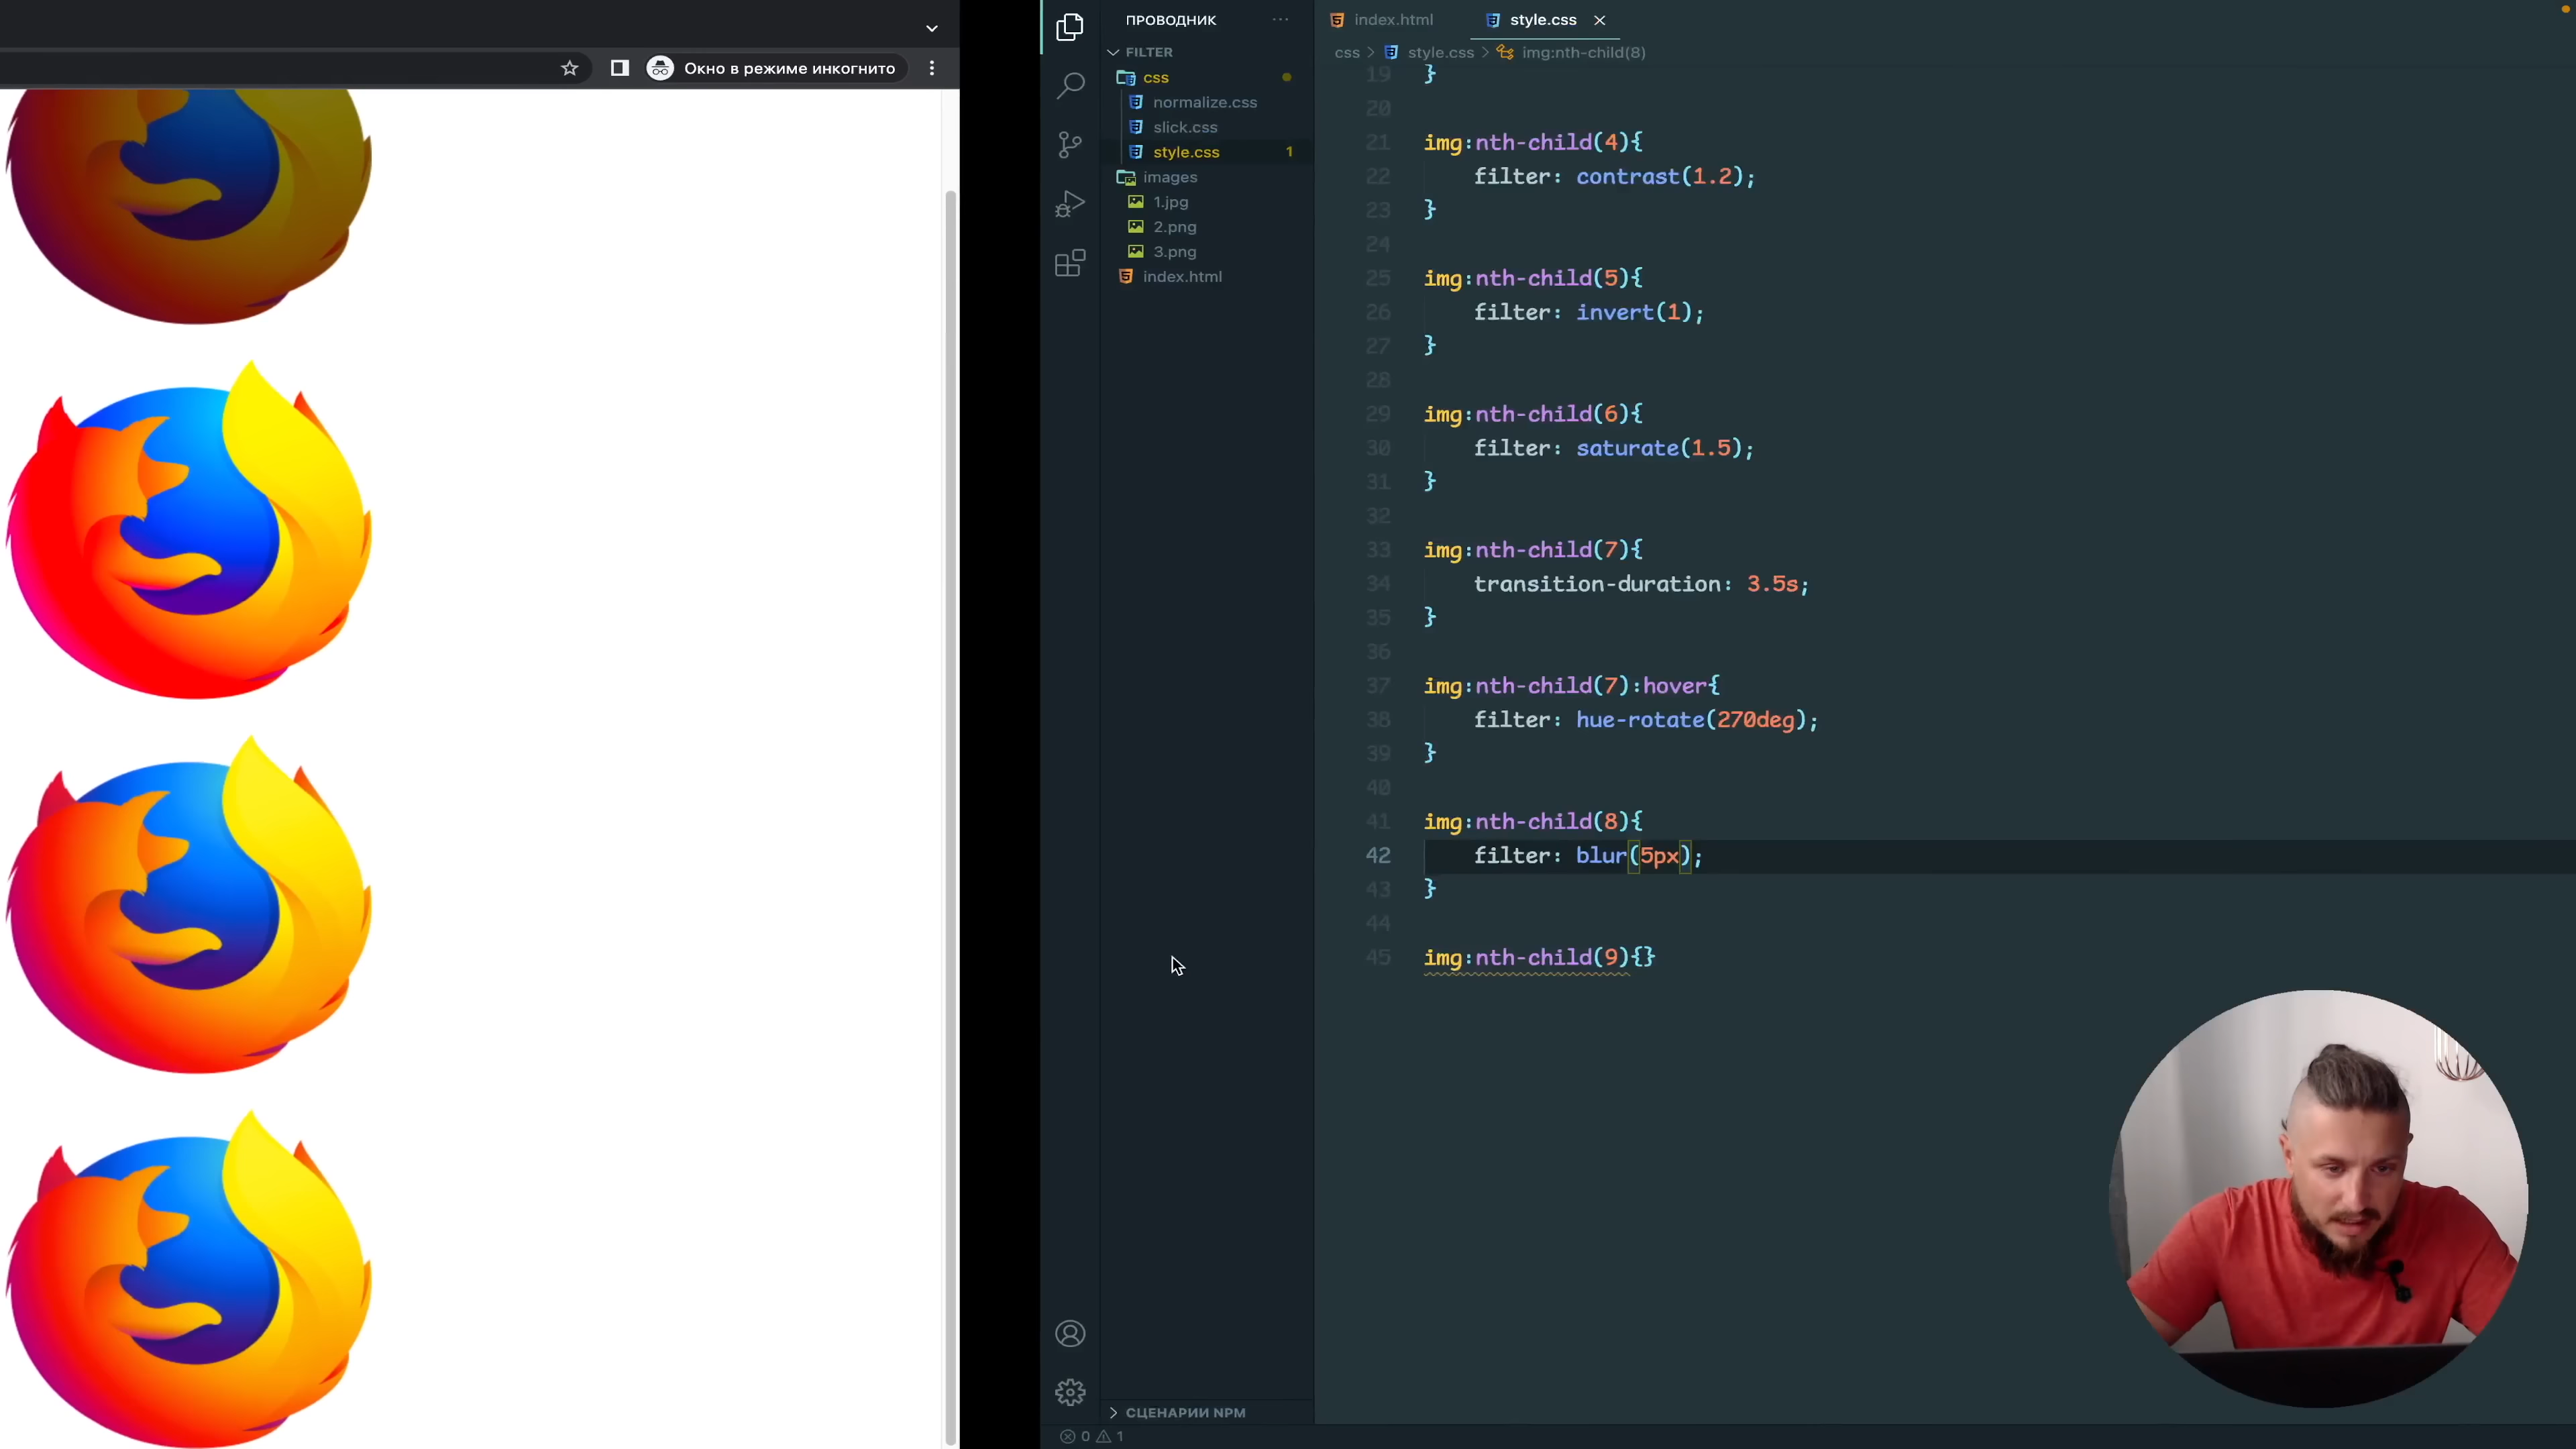 Окно в режиме инкогнито
ПРОВОДНИК
FILTER
css
normalize.css
slick.css
style.css 1
images
1.jpg
2.png
3.png
index.html
СЦЕНАРИИ NPM
0 1
index.html style.css
css > style.css > img:nth-child(8)
19 }
20
21 img:nth-child(4){
22 filter: contrast(1.2);
23 }
24
25 img:nth-child(5){
26 filter: invert(1);
27 }
28
29 img:nth-child(6){
30 filter: saturate(1.5);
31 }
32
33 img:nth-child(7){
34 transition-duration: 3.5s;
35 }
36
37 img:nth-child(7):hover{
38 filter: hue-rotate(270deg);
39 }
40
41 img:nth-child(8){
42 filter: blur(5px);
43 }
44
45 img:nth-child(9){}